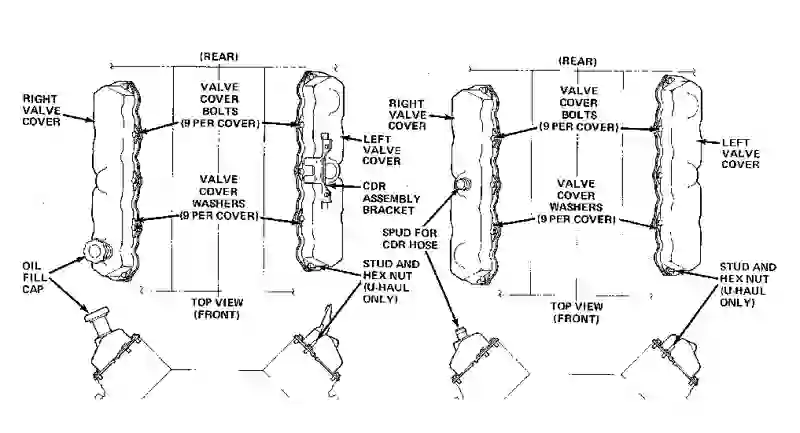 (REAR)
RIGHT
VALVE
COVER
VALVE
COVER
BOLTS
(9 PER COVER)
LEFT
VALVE
COVER
CDR
ASSEMBLY
BRACKET
VALVE
COVER
WASHERS
(9 PER COVER)
OIL
FILL
CAP
STUD AND
HEX NUT
(U-HAUL
ONLY)
TOP VIEW
(FRONT)
(REAR)
RIGHT
VALVE
COVER
VALVE
COVER
BOLTS
(9 PER COVER)
LEFT
VALVE
COVER
VALVE
COVER
WASHERS
(9 PER COVER)
SPUD FOR
CDR HOSE
STUD AND
HEX NUT
(U-HAUL
ONLY)
TOP VIEW
(FRONT)